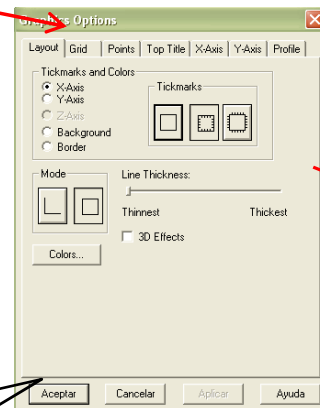 Graphics Options
Layout Grid Points Top Title X-Axis Y-Axis Profile
Tickmarks and Colors
X-Axis
Y-Axis
Z-Axis
Background
Border
Tickmarks
Mode
Line Thickness:
Thinnest Thickest
3D Effects
Colors...
Aceptar Cancelar Aplicar Ayuda